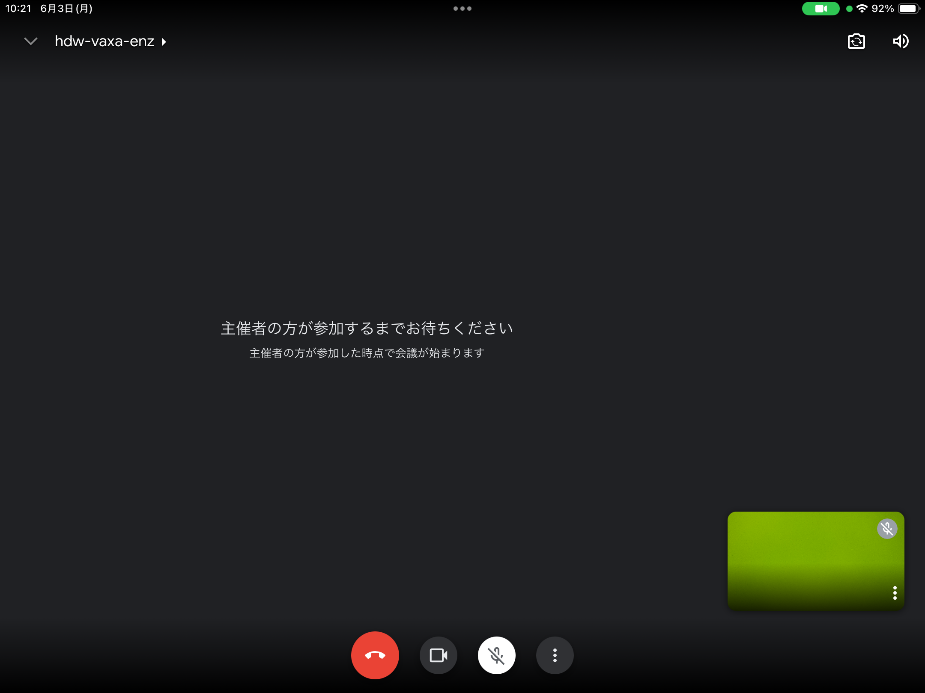 10:21 6月3日(月)
92%
hdw-vaxa-enz
主催者の方が参加するまでお待ちください
主催者の方が参加した時点で会議が始まります